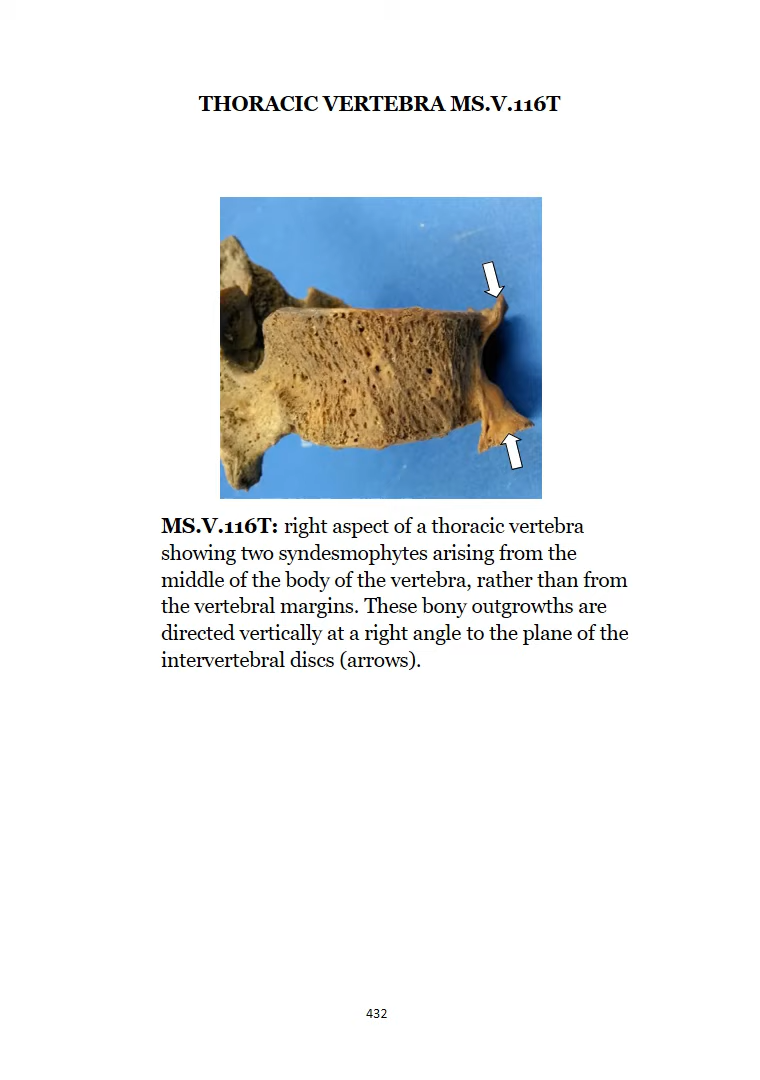 THORACIC VERTEBRA MS.V.116T
MS.V.116T: right aspect of a thoracic vertebra
showing two syndesmophytes arising from the
middle of the body of the vertebra, rather than from
the vertebral margins. These bony outgrowths are
directed vertically at a right angle to the plane of the
intervertebral discs (arrows).
432